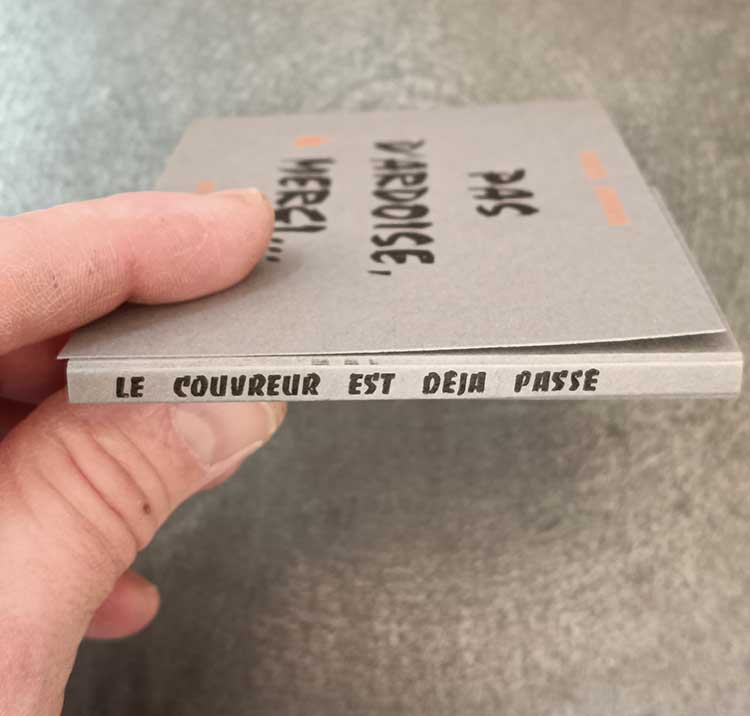 PAS
D'ARDOISE,
MERCI...
LE COUVREUR EST DEJA PASSE